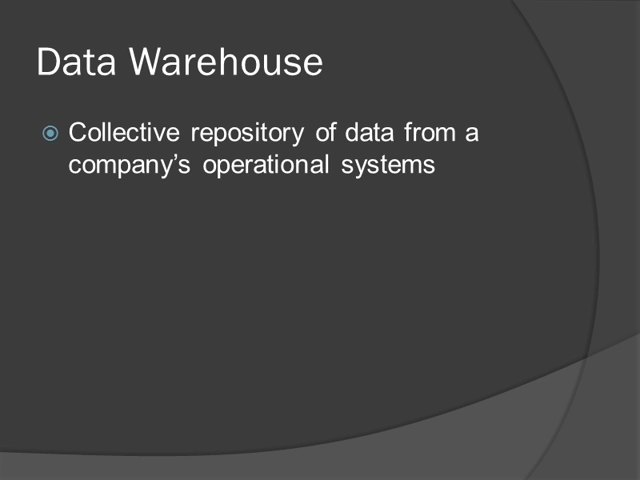 Data Warehouse
Collective repository of data from a
company’s operational systems